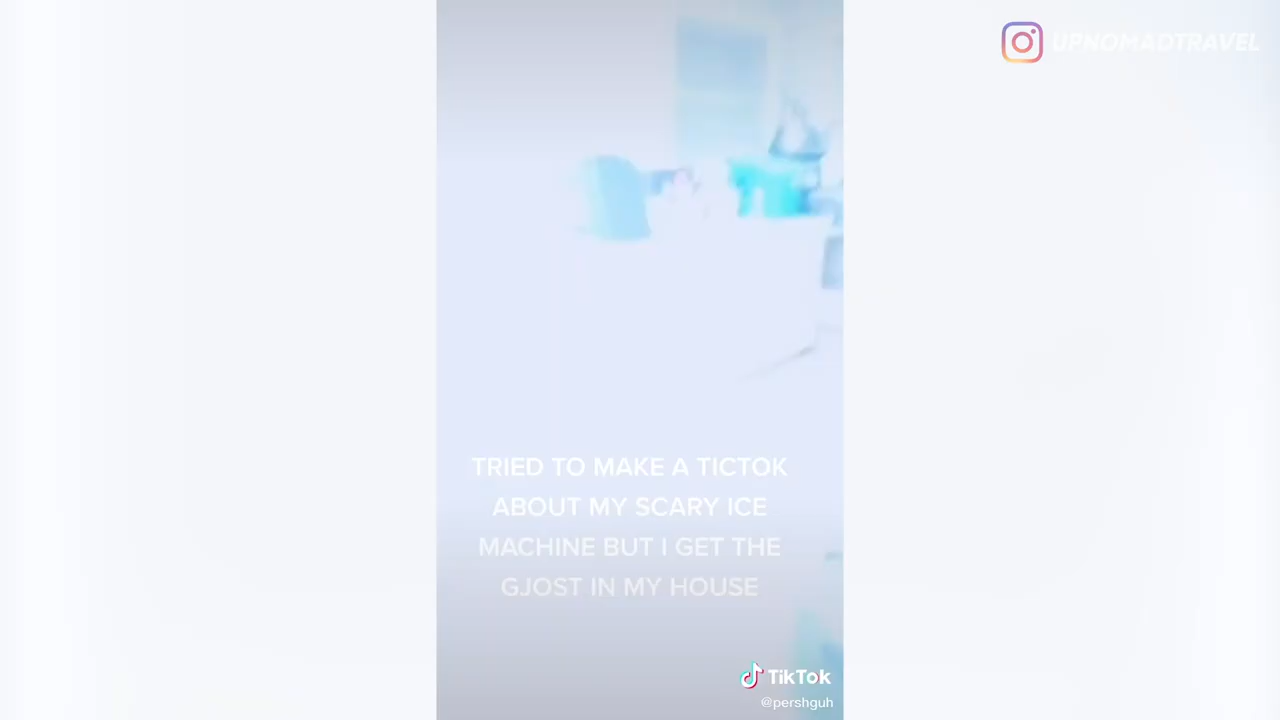 UPNOMADTRAVEL
TRIED TO MAKE A TICTOK
ABOUT MY SCARY ICE
MACHINE BUT I GET THE
GJOST IN MY HOUSE
TikTok
@pershguh